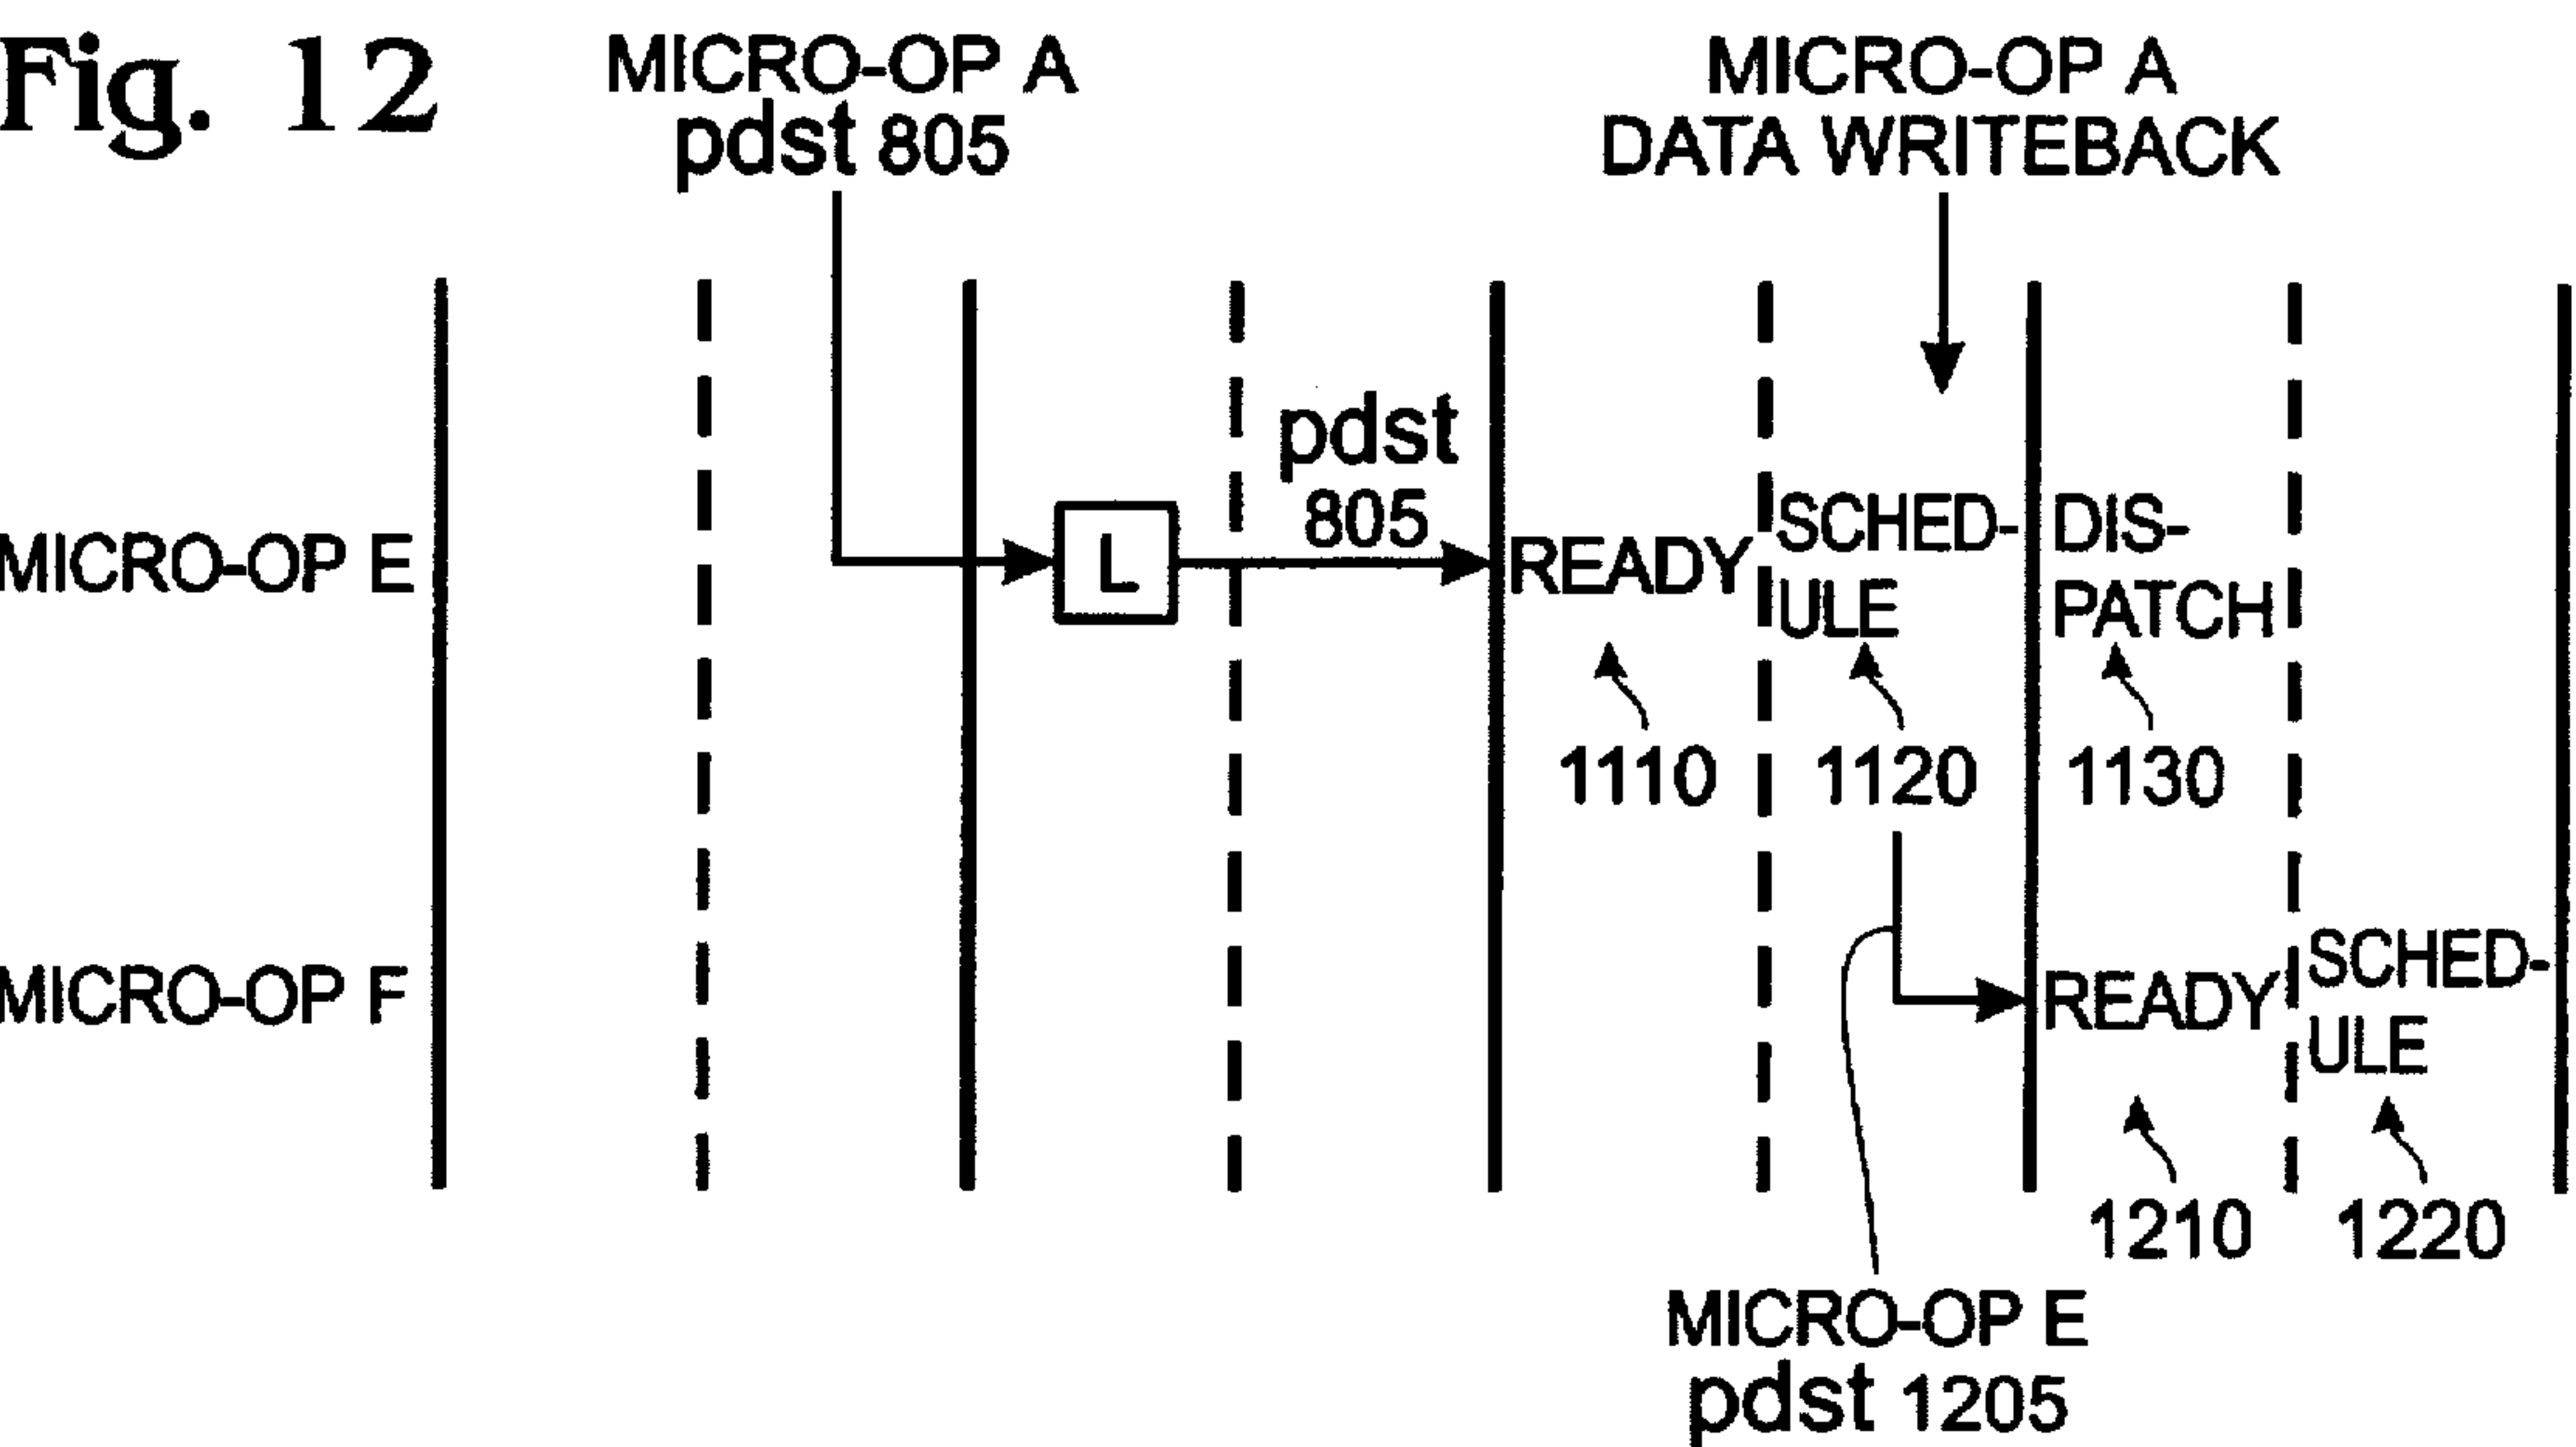 Fig. 12
MICRO-OP A
pdst 805
MICRO-OP A
DATA WRITEBACK
MICRO-OP E
L
pdst
805
READY
SCHED-
ULE
DIS-
PATCH
1110
1120
1130
MICRO-OP F
READY
SCHED-
ULE
1210
1220
MICRO-OP E
pdst 1205